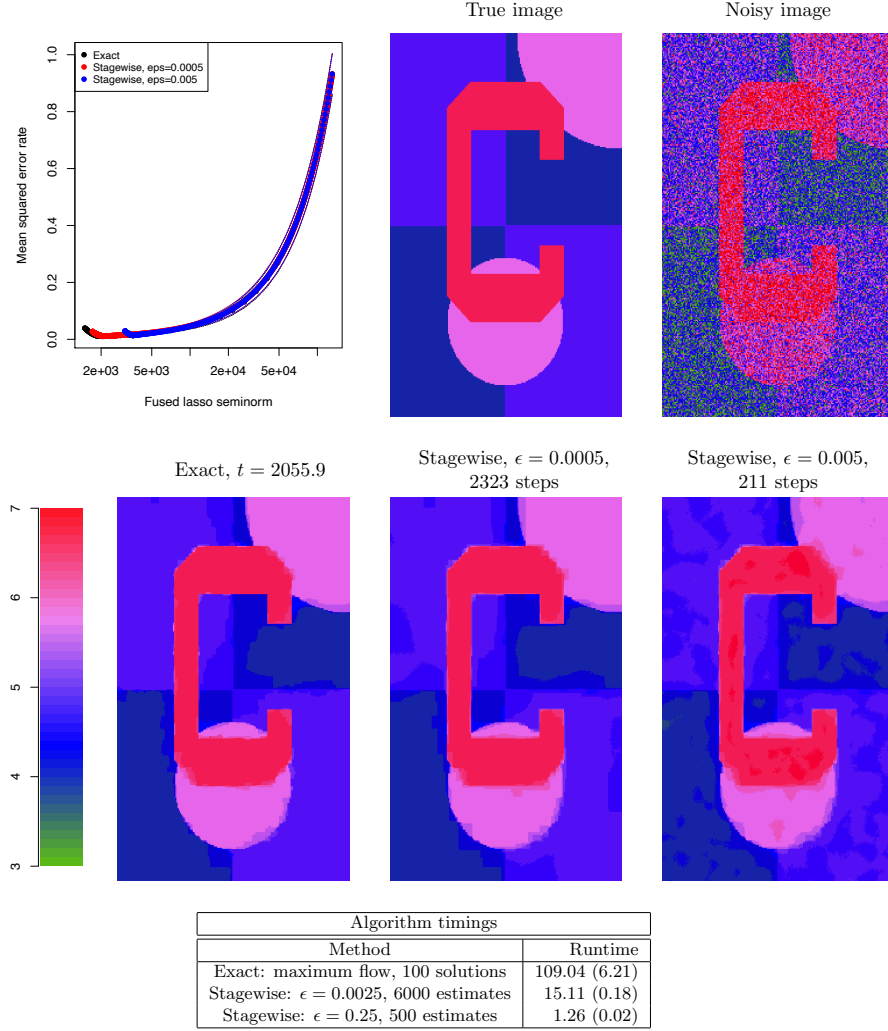 True image
Noisy image
Exact
Stagewise, eps=0.0005
Stagewise, eps=0.005
Mean squared error rate
1.0
0.8
0.6
0.4
0.2
0.0
2e+03 5e+03 2e+04 5e+04
Fused lasso seminorm
Exact, t = 2055.9
Stagewise, ϵ = 0.0005,
2323 steps
Stagewise, ϵ = 0.005,
211 steps
7
6
5
4
3
Algorithm timings
Method Runtime
Exact: maximum flow, 100 solutions 109.04 (6.21)
Stagewise: ϵ = 0.0025, 6000 estimates 15.11 (0.18)
Stagewise: ϵ = 0.25, 500 estimates 1.26 (0.02)